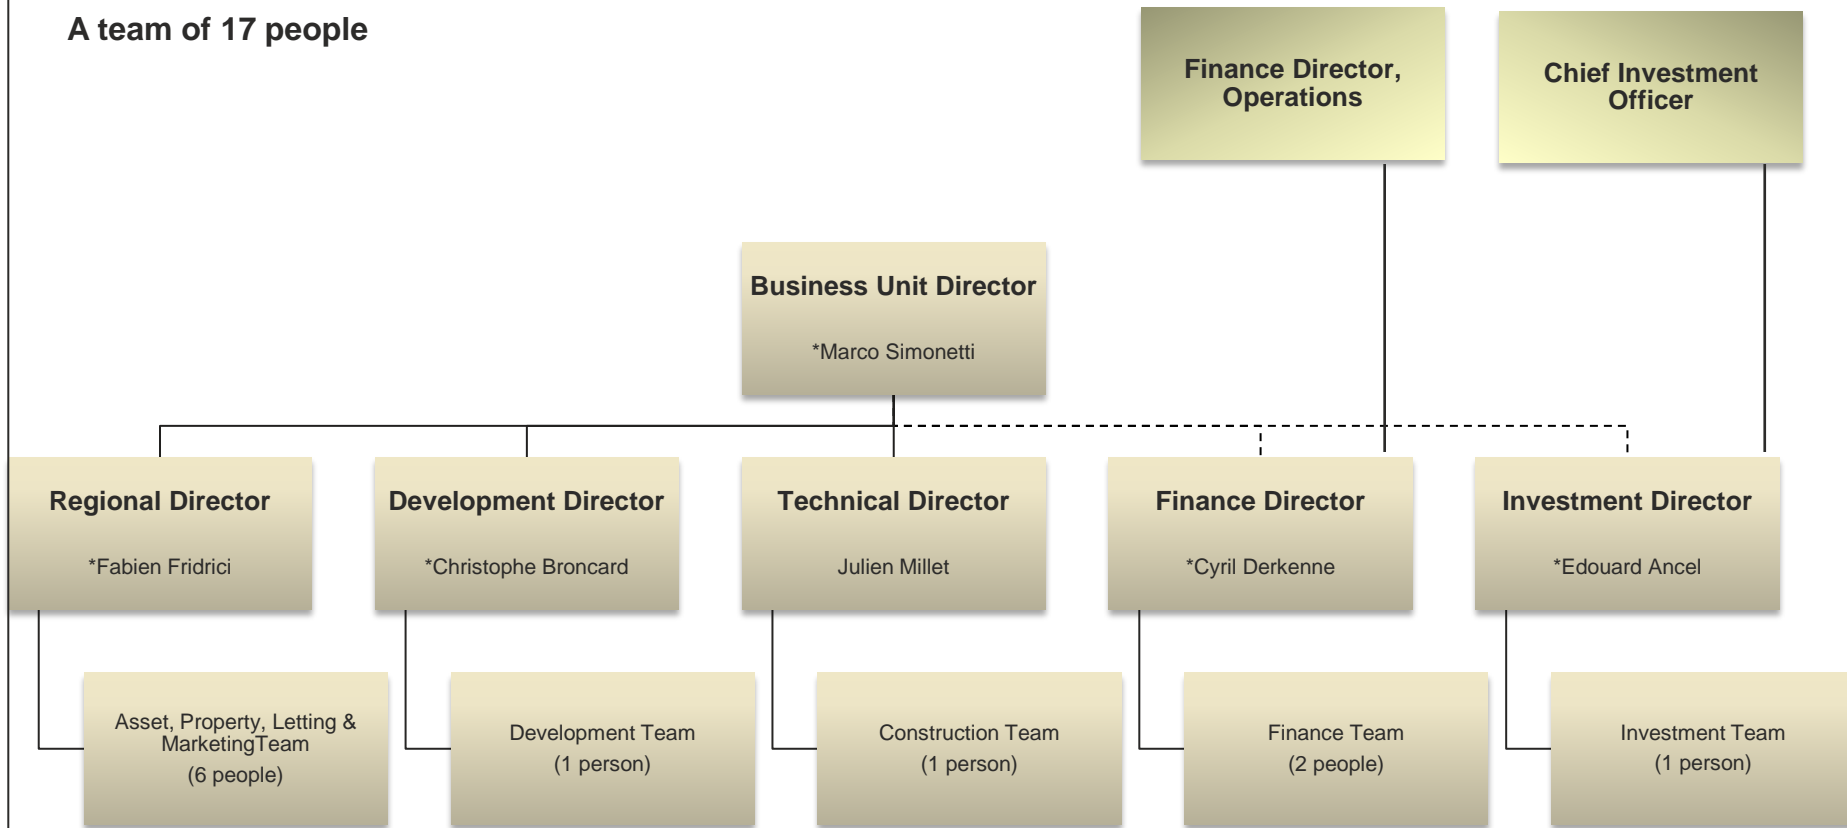 A team of 17 people
Finance Director,
Operations
Chief Investment
Officer
Business Unit Director
*Marco Simonetti
Regional Director
*Fabien Fridrici
Development Director
*Christophe Broncard
Technical Director
Julien Millet
Finance Director
*Cyril Derkenne
Investment Director
*Edouard Ancel
Asset, Property, Letting &
MarketingTeam
(6 people)
Development Team
(1 person)
Construction Team
(1 person)
Finance Team
(2 people)
Investment Team
(1 person)